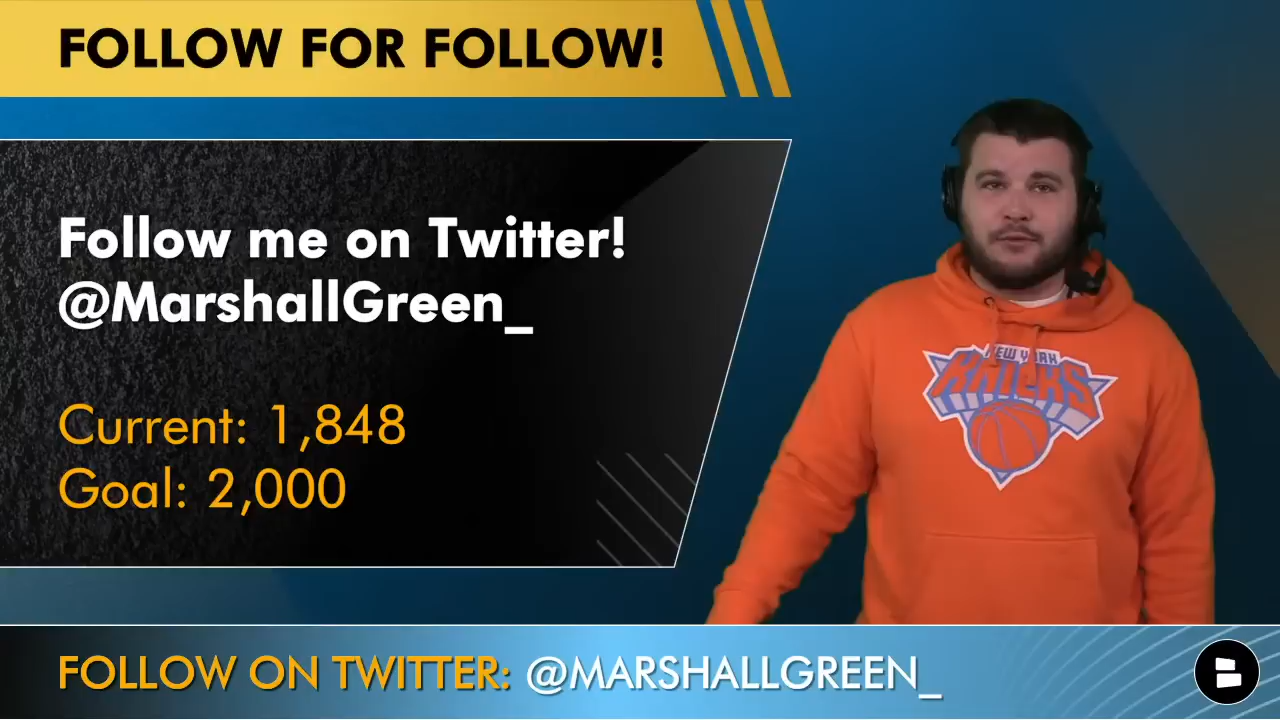 FOLLOW FOR FOLLOW!
Follow me on Twitter!
@MarshallGreen_
Current: 1,848
Goal: 2,000
NEW YORK
KNICKS
FOLLOW ON TWITTER: @MARSHALLGREEN_